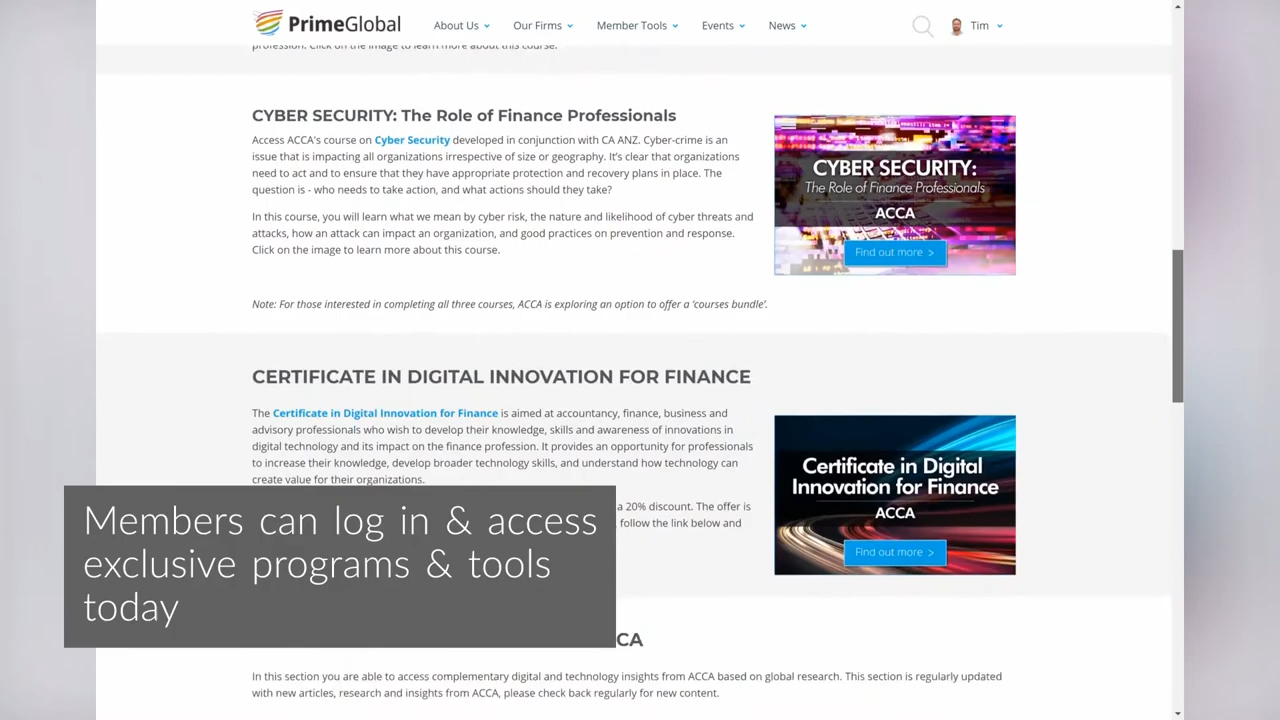 PrimeGlobal
About Us
Our Firms
Member Tools
Events
News
Tim
profession. Click on the image to learn more about this course.
CYBER SECURITY: The Role of Finance Professionals
Access ACCA's course on Cyber Security developed in conjunction with CA ANZ. Cyber-crime is an
issue that is impacting all organizations irrespective of size or geography. It's clear that organizations
need to act and to ensure that they have appropriate protection and recovery plans in place. The
question is - who needs to take action, and what actions should they take?
In this course, you will learn what we mean by cyber risk, the nature and likelihood of cyber threats and
attacks, how an attack can impact an organization, and good practices on prevention and response.
Click on the image to learn more about this course.
CYBER SECURITY:
The Role of Finance Professionals
ACCA
Find out more >
Note: For those interested in completing all three courses, ACCA is exploring an option to offer a 'courses bundle'.
CERTIFICATE IN DIGITAL INNOVATION FOR FINANCE
The Certificate in Digital Innovation for Finance is aimed at accountancy, finance, business and
advisory professionals who wish to develop their knowledge, skills and awareness of innovations in
digital technology and its impact on the finance profession. It provides an opportunity for professionals
to increase their knowledge, develop broader technology skills, and understand how technology can
create value for their organizations.
a 20% discount. The offer is
follow the link below and
Certificate in Digital
Innovation for Finance
ACCA
Find out more >
Members can log in & access
exclusive programs & tools
today
CA
In this section you are able to access complementary digital and technology insights from ACCA based on global research. This section is regularly updated
with new articles, research and insights from ACCA, please check back regularly for new content.